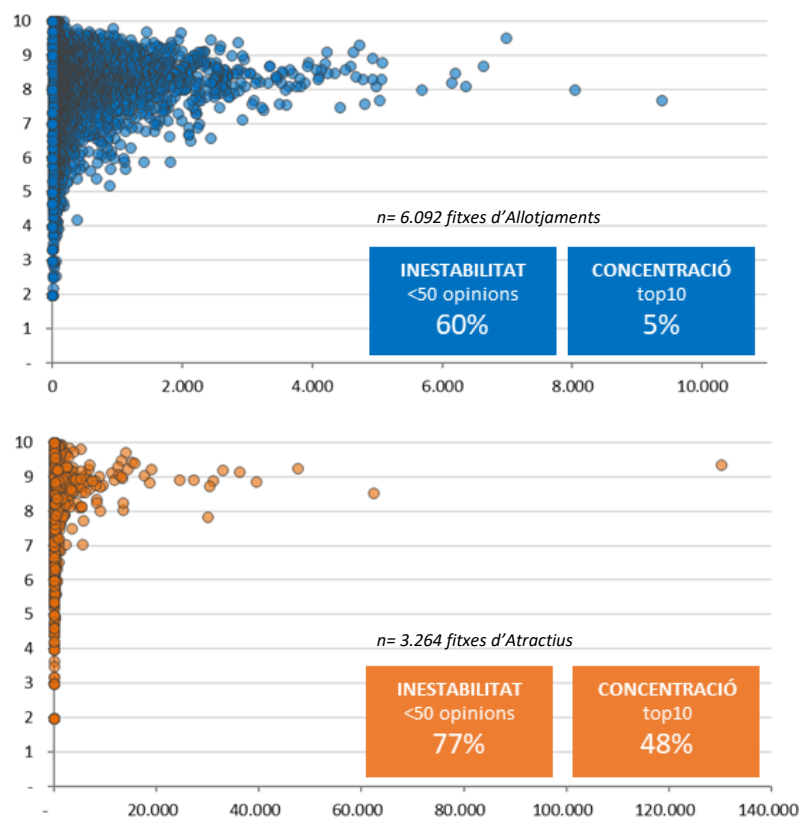 10
9
8
7
6
5
4
3
2
1
-
n= 6.092 fitxes d'Allotjaments
INESTABILITAT
<50 opinions
60%
CONCENTRACIÓ
top10
5%
0 2.000 4.000 6.000 8.000 10.000
10
9
8
7
6
5
4
3
2
1
-
n= 3.264 fitxes d'Atractius
INESTABILITAT
<50 opinions
77%
CONCENTRACIÓ
top10
48%
- 20.000 40.000 60.000 80.000 100.000 120.000 140.000